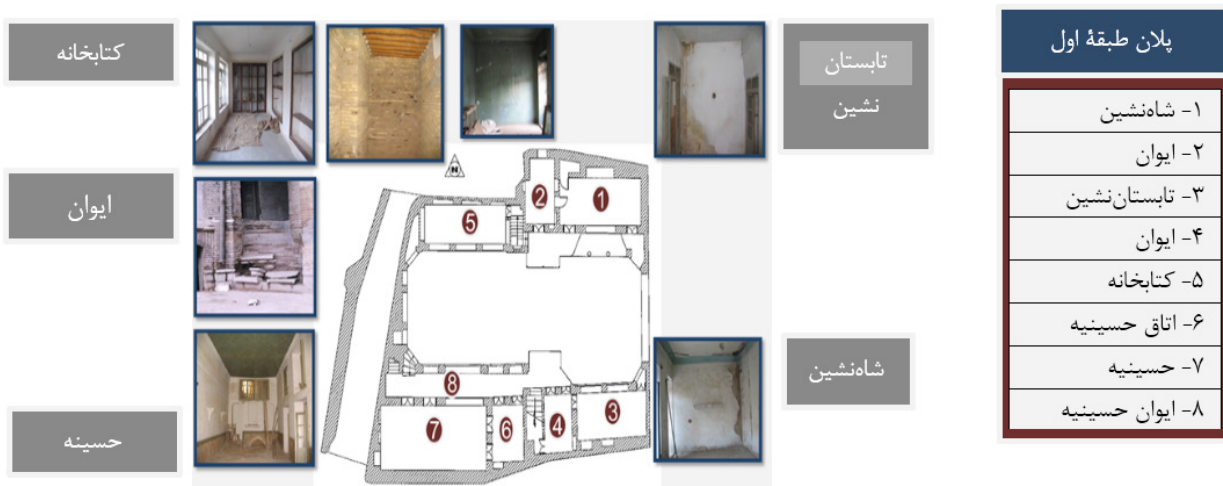 کتابخانه
ایوان
حسینه
تابستان
نشین
شاه‌نشین
N
1
2
3
4
5
6
7
8
پلان طبقهٔ اول
۱- شاه‌نشین
۲- ایوان
۳- تابستان‌نشین
۴- ایوان
۵- کتابخانه
۶- اتاق حسینیه
۷- حسینیه
۸- ایوان حسینیه